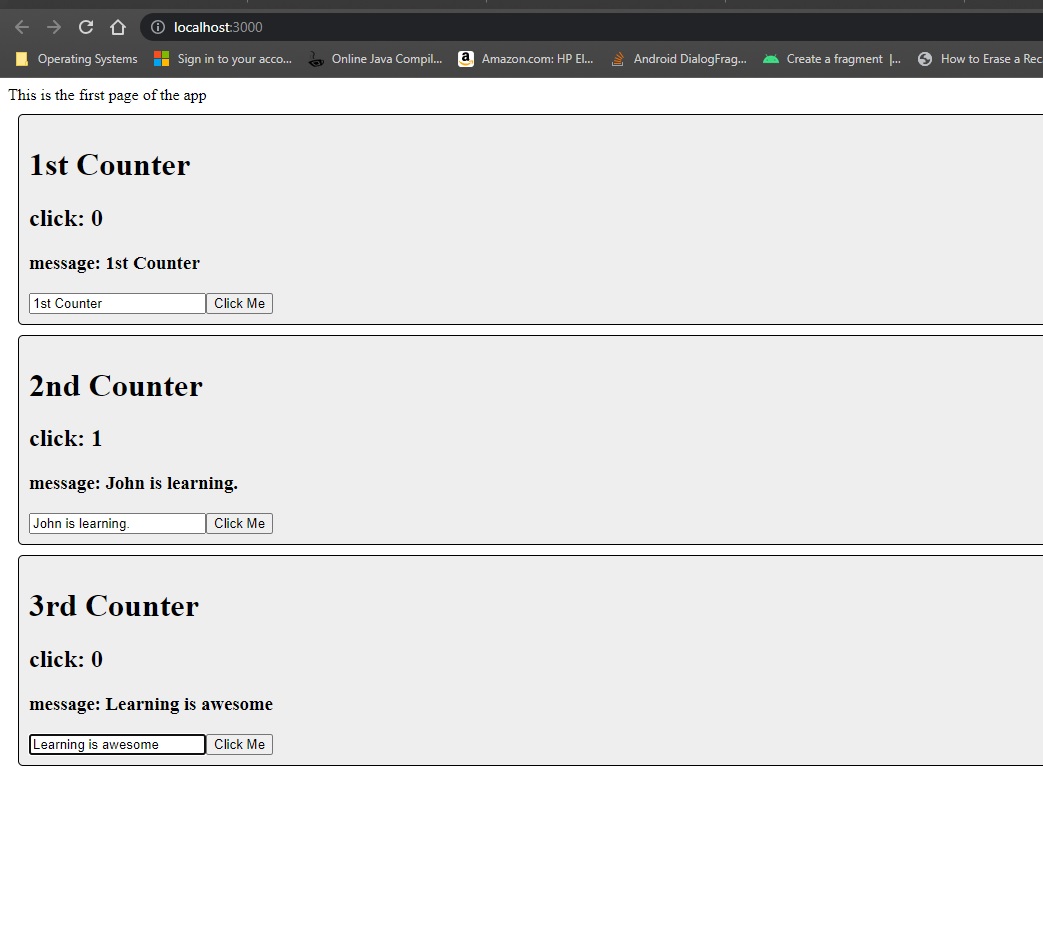 localhost:3000
Operating Systems Sign in to your acco... Online Java Compil... a Amazon.com: HP El... Android DialogFrag... Create a fragment |... How to Erase a Rec
This is the first page of the app
1st Counter
click: 0
message: 1st Counter
1st Counter Click Me
2nd Counter
click: 1
message: John is learning.
John is learning. Click Me
3rd Counter
click: 0
message: Learning is awesome
Learning is awesome Click Me